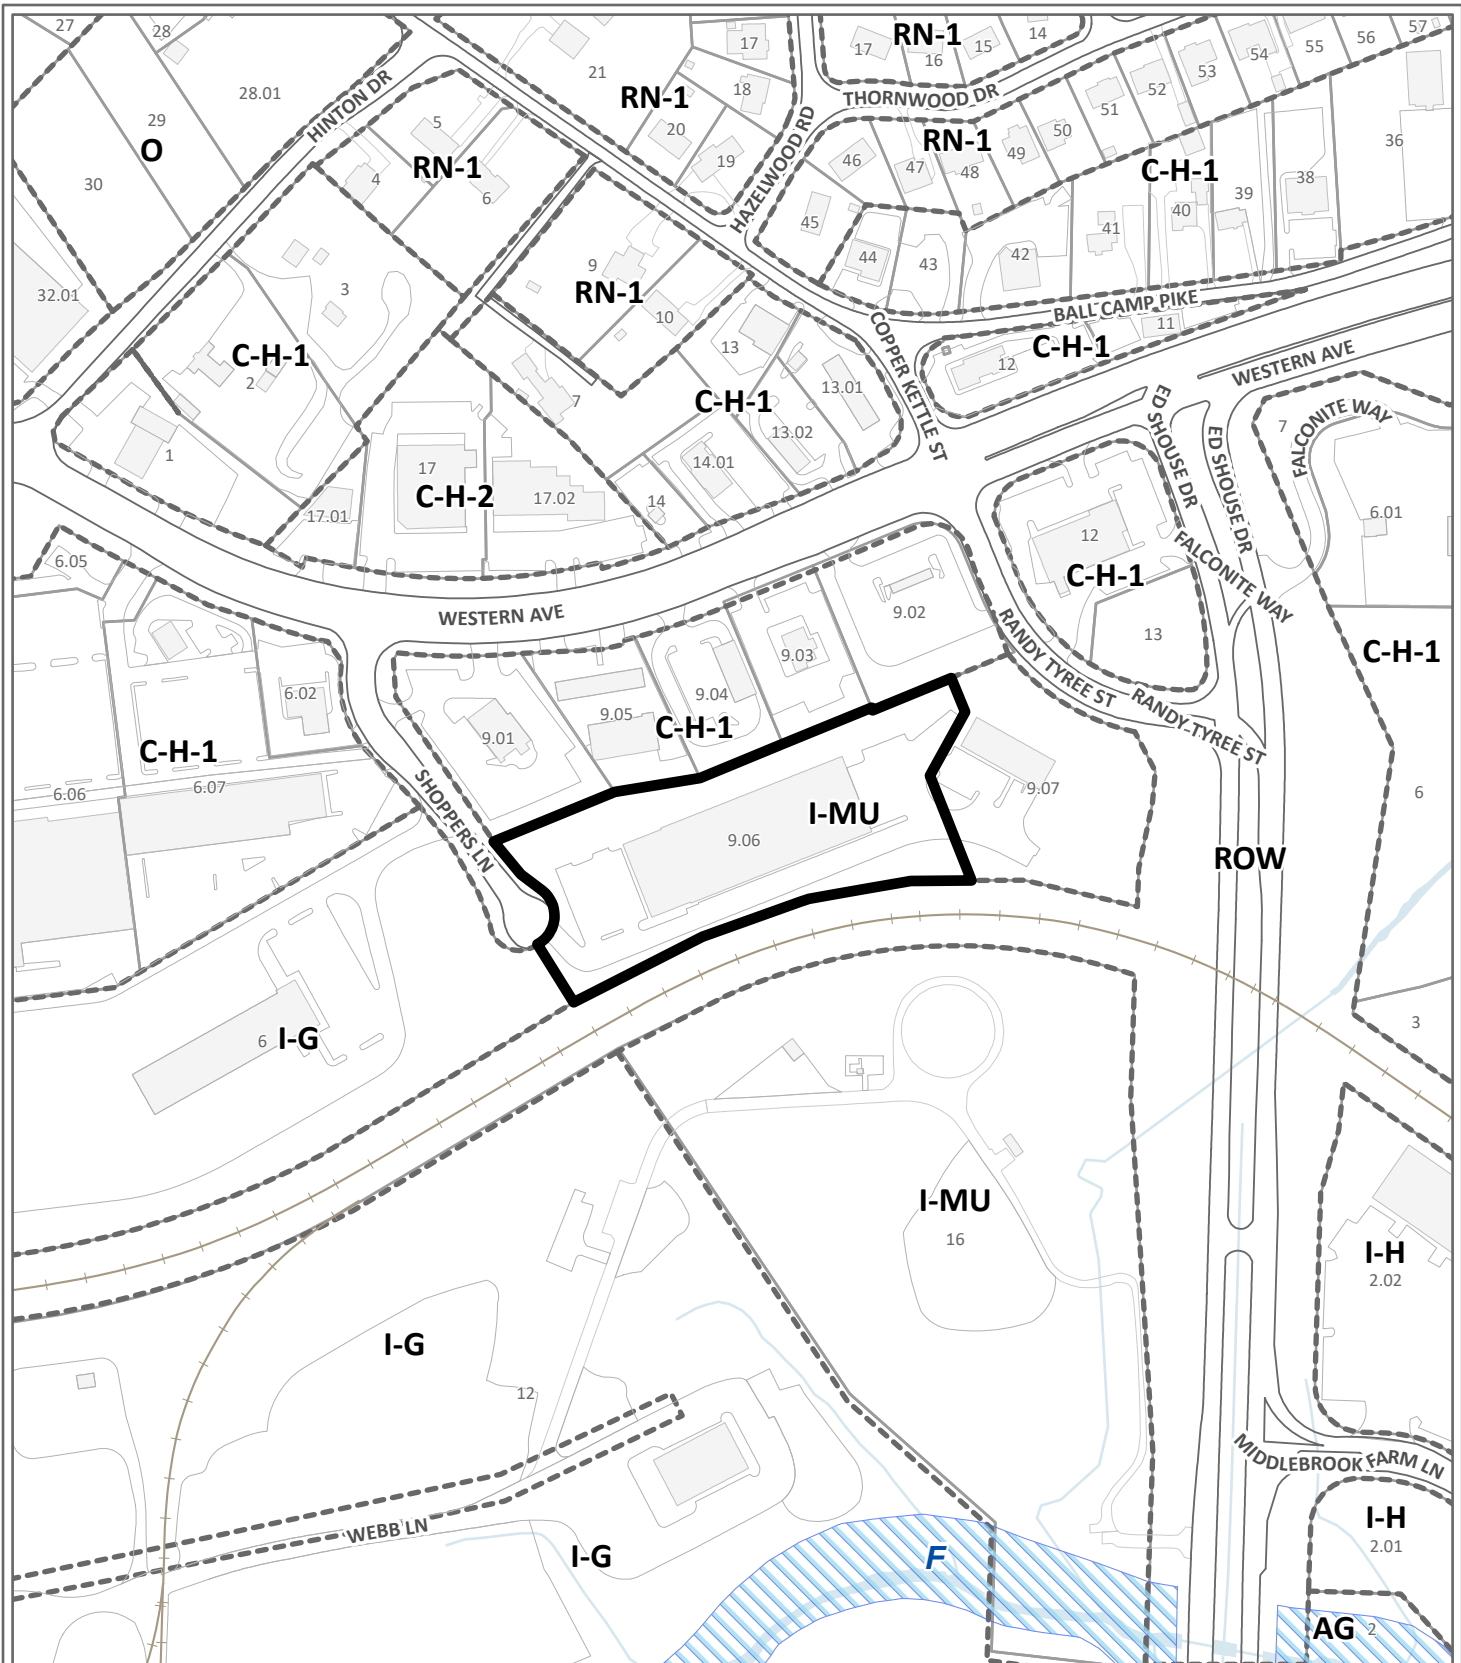 27
28
17
RN-1
17
16
15
14
57
56
55
54
53
52
51
21
28.01
HINTON DR
RN-1
18
THORNWOOD DR
29
O
30
5
RN-1
4
6
20
19
HAZELWOOD RD
46
RN-1
47
48
49
50
C-H-1
36
38
39
40
41
45
44
43
42
32.01
3
9
RN-1
10
BALL CAMP PIKE
11
C-H-1
12
C-H-1
2
13
COPPER KETTLE ST
WESTERN AVE
7
13.01
C-H-1
13.02
ED SHOUSE DR
ED SHOUSE DR
7
FALCONITE WAY
1
17
C-H-2
17.01
17.02
14.01
14
6.01
12
C-H-1
FALCONITE WAY
6.05
WESTERN AVE
9.02
13
RANDY TYREE ST
RANDY TYREE ST
C-H-1
9.03
6.02
9.04
9.05
C-H-1
9.01
C-H-1
6.07
6.06
SHOPPERS LN
I-MU
9.06
9.07
6
ROW
I-G
6
3
I-MU
16
I-H
2.02
I-G
12
MIDDLEBROOK FARM LN
WEBB LN
I-G
F
I-H
2.01
AG
2